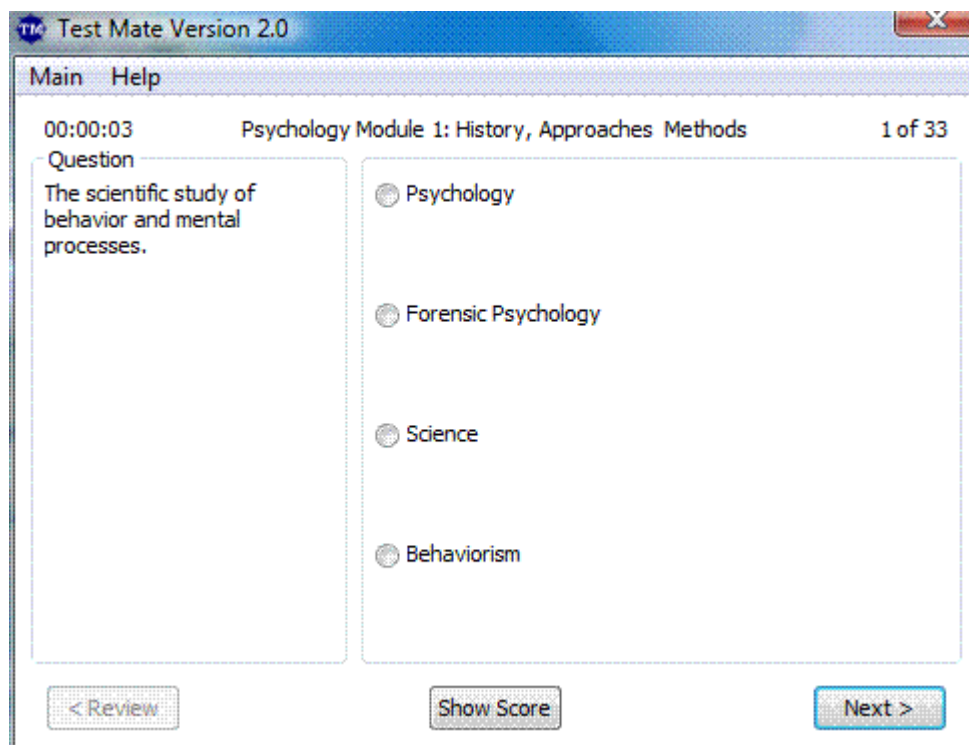 TM Test Mate Version 2.0
X
Main Help
00:00:03 Psychology Module 1: History, Approaches Methods 1 of 33
Question
The scientific study of
behavior and mental
processes.
Psychology
Forensic Psychology
Science
Behaviorism
< Review Show Score Next >